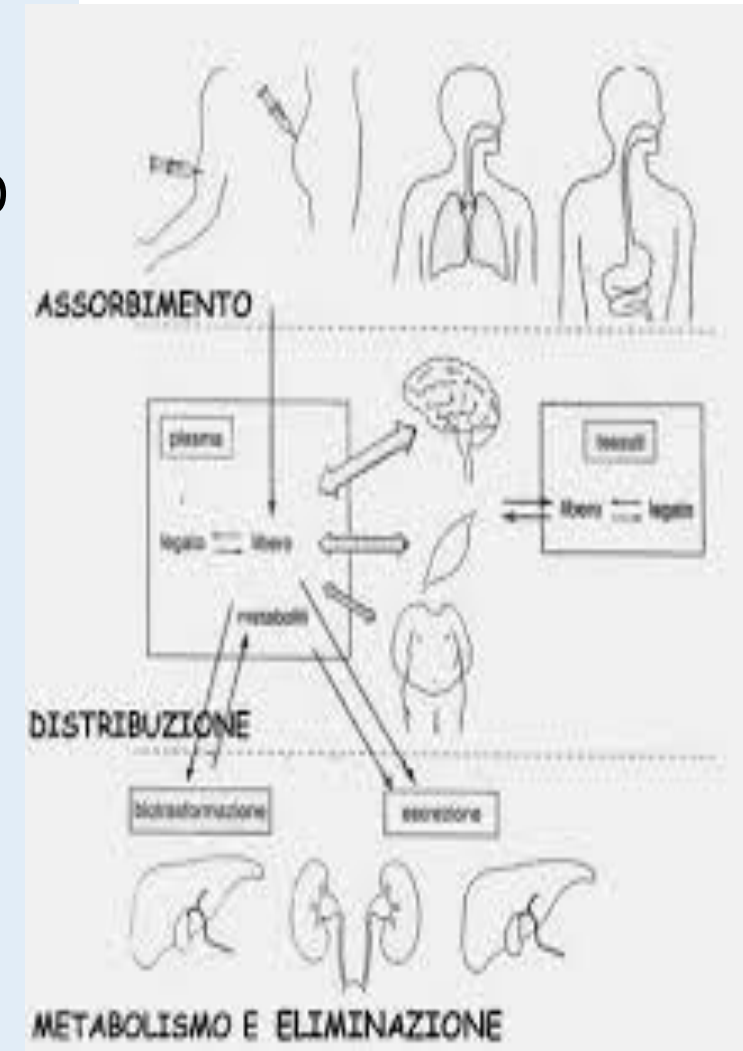 O
ASSORBIMENTO
plasma
tessuti
legato libero
libero legato
metaboliti
DISTRIBUZIONE
biotrasformazione
escrezione
METABOLISMO E ELIMINAZIONE